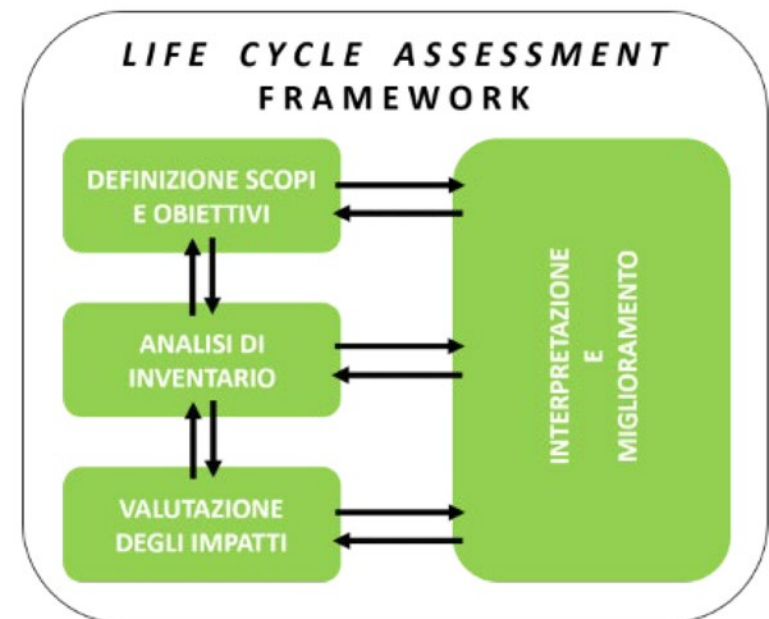 LIFE CYCLE ASSESSMENT
FRAMEWORK
DEFINIZIONE SCOPI
E OBIETTIVI
ANALISI DI
INVENTARIO
VALUTAZIONE
DEGLI IMPATTI
INTERPRETAZIONE
E
MIGLIORAMENTO